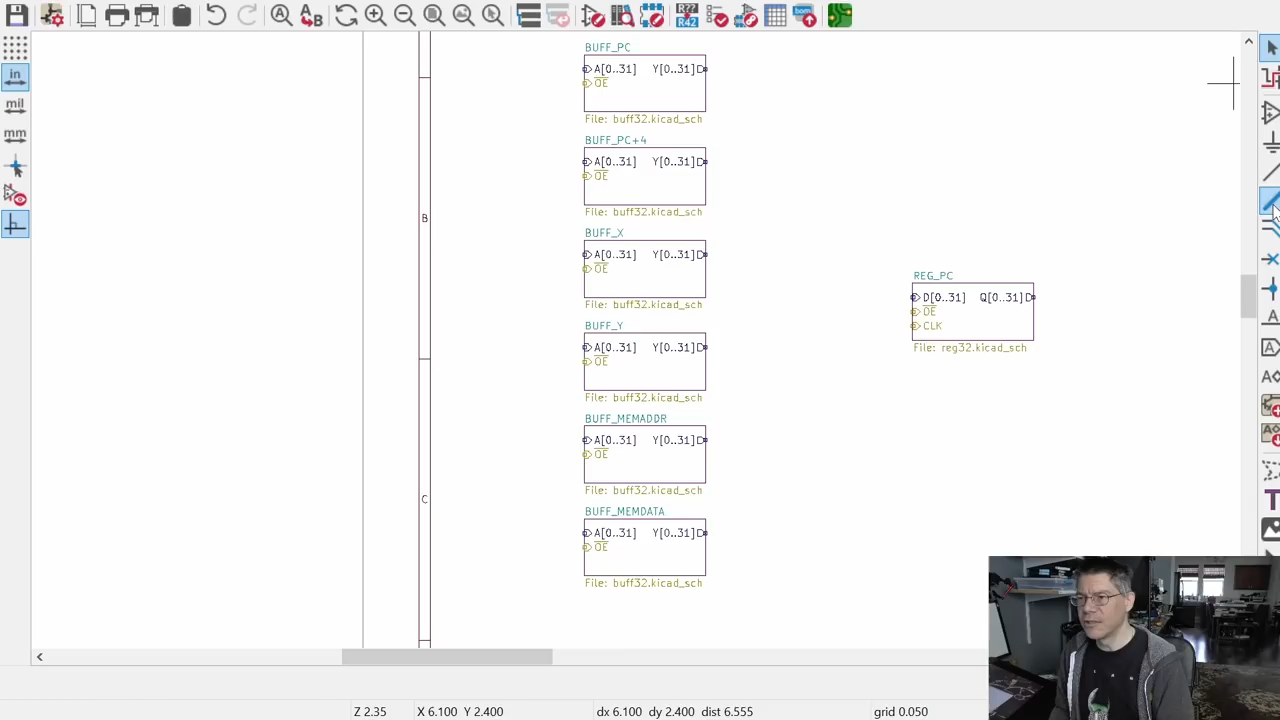 R??
R42
bom
in
mil
mm
A
A
A
T
B
C
BUFF_PC
A[0..31] Y[0..31]
OE
File: buff32.kicad_sch
BUFF_PC+4
A[0..31] Y[0..31]
OE
File: buff32.kicad_sch
BUFF_X
A[0..31] Y[0..31]
OE
File: buff32.kicad_sch
BUFF_Y
A[0..31] Y[0..31]
OE
File: buff32.kicad_sch
BUFF_MEMADDR
A[0..31] Y[0..31]
OE
File: buff32.kicad_sch
BUFF_MEMDATA
A[0..31] Y[0..31]
OE
File: buff32.kicad_sch
REG_PC
D[0..31] Q[0..31]
OE
CLK
File: reg32.kicad_sch
Z 2.35 X 6.100 Y 2.400 dx 6.100 dy 2.400 dist 6.555 grid 0.050